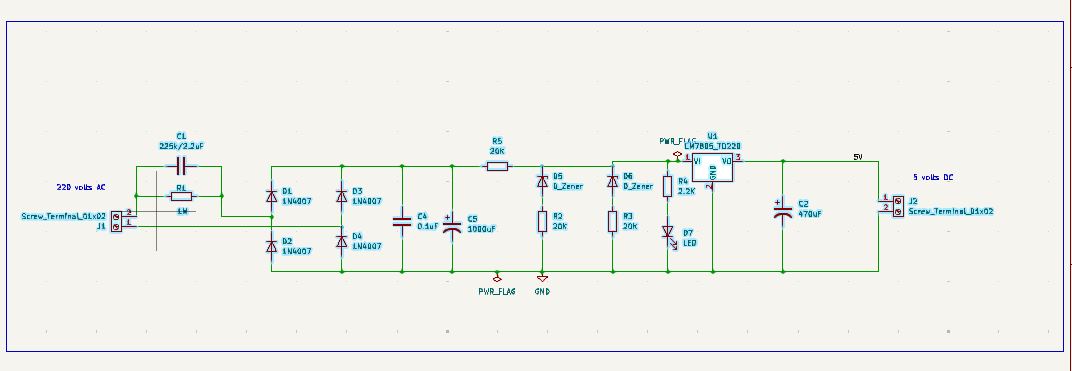 C1
225k/2.2uF
R1
1W
220 volts AC
Screw_Terminal_01x02
J1
2
1
D1
1N4007
D3
1N4007
D2
1N4007
D4
1N4007
C4
0.1uF
C5
1000uF
R5
20K
D5
D_Zener
R2
20K
D6
D_Zener
R3
20K
PWR_FLAG
GND
PWR_FLAG
R4
2.2K
D7
LED
U1
LM7805_TO220
1
VI
VO
3
GND
2
C2
470uF
5V
5 volts DC
1
2
J2
Screw_Terminal_01x02